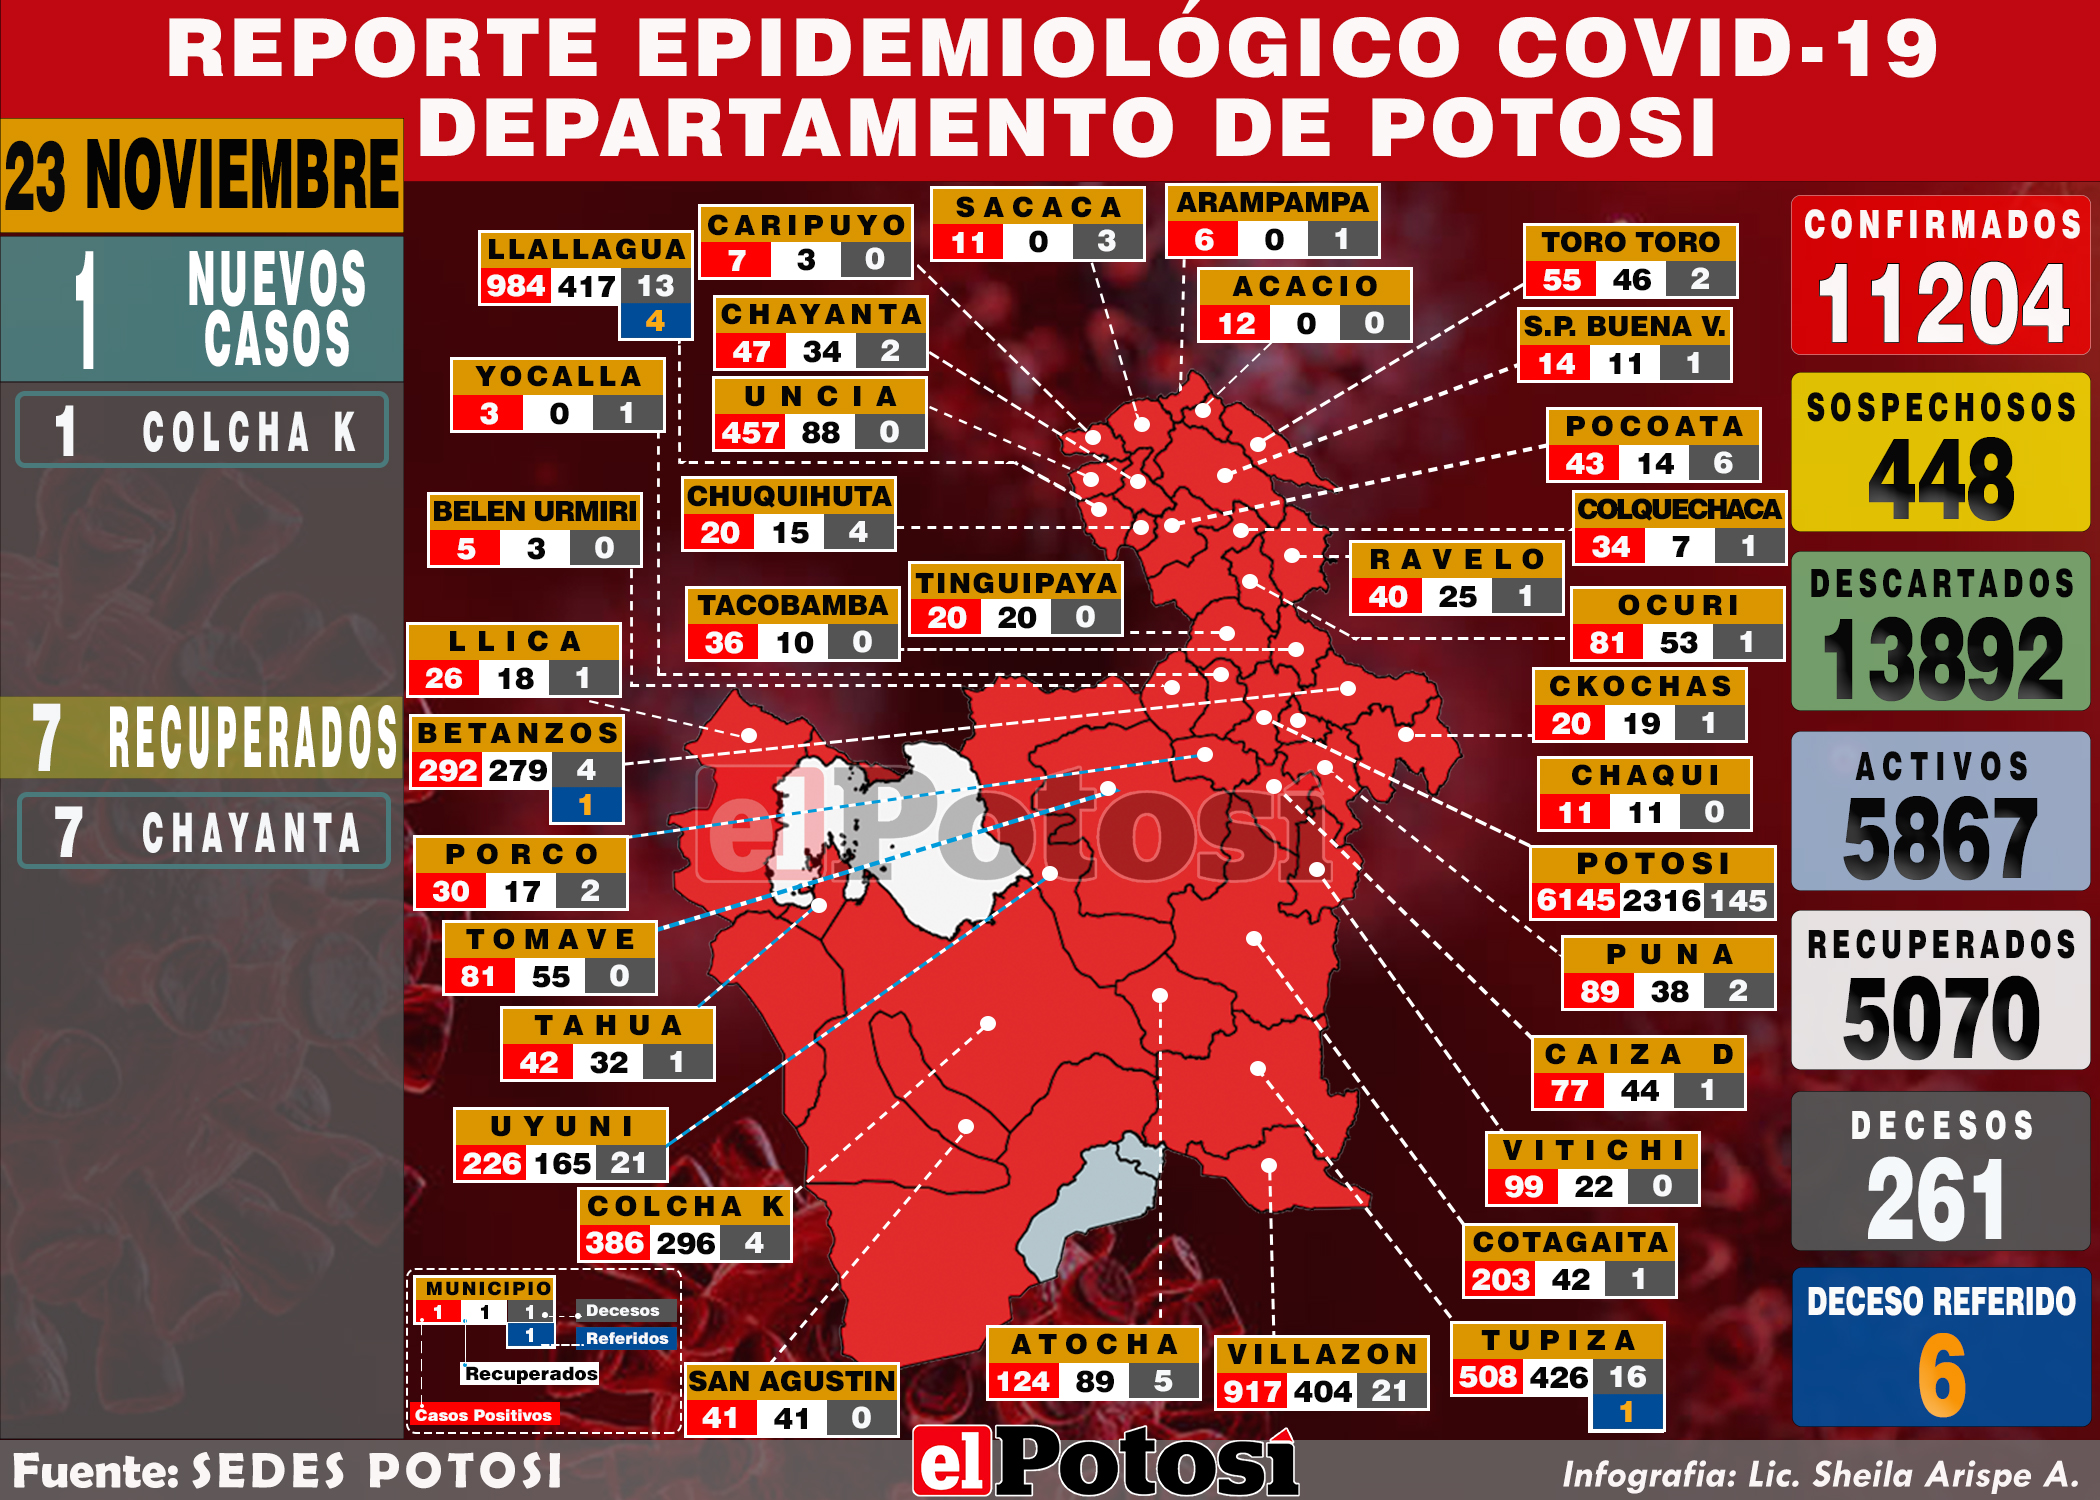 REPORTE EPIDEMIOLÓGICO COVID-19
DEPARTAMENTO DE POTOSI
23 NOVIEMBRE
1 NUEVOS
CASOS
1 COLCHA K
7 RECUPERADOS
7 CHAYANTA
LLALLAGUA
984 417 13
4
CARIPUYO
7 3 0
SACACA
11 0 3
ARAMPAMPA
6 0 1
ACACIO
12 0 0
TORO TORO
55 46 2
S.P. BUENA V.
14 11 1
CHAYANTA
47 34 2
YOCALLA
3 0 1
UNCIA
457 88 0
POCOATA
43 14 6
BELEN URMIRI
5 3 0
CHUQUIHUTA
20 15 4
COLQUECHACA
34 7 1
RAVELO
40 25 1
TINGUIPAYA
20 20 0
TACOBAMBA
36 10 0
OCURI
81 53 1
LLICA
26 18 1
CKOCHAS
20 19 1
BETANZOS
292 279 4
1
CHAQUI
11 11 0
PORCO
30 17 2
POTOSI
6145 2316 145
TOMAVE
81 55 0
PUNA
89 38 2
TAHUA
42 32 1
CAIZA D
77 44 1
UYUNI
226 165 21
VITICHI
99 22 0
COLCHA K
386 296 4
COTAGAITA
203 42 1
SAN AGUSTIN
41 41 0
ATOCHA
124 89 5
VILLAZON
917 404 21
TUPIZA
508 426 16
1
el Potosí
MUNICIPIO
1 1 1 Decesos
1 Referidos
Recuperados
Casos Positivos
CONFIRMADOS
11204
SOSPECHOSOS
448
DESCARTADOS
13892
ACTIVOS
5867
RECUPERADOS
5070
DECESOS
261
DECESO REFERIDO
6
Fuente: SEDES POTOSI
el Potosí
Infografia: Lic. Sheila Arispe A.